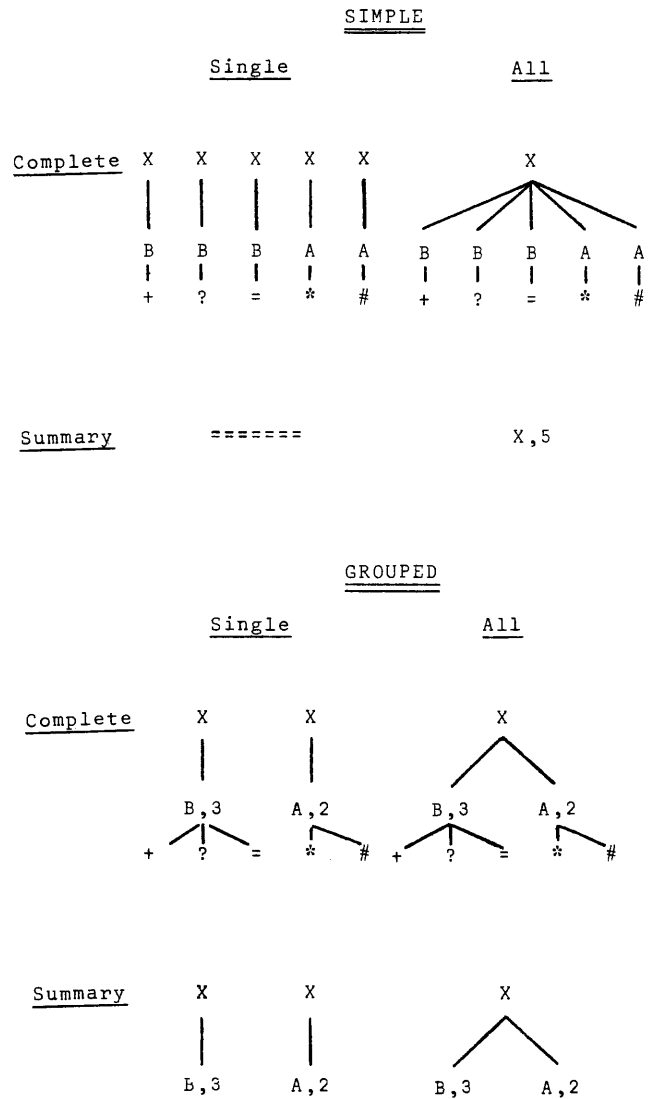 SIMPLE
Single All
Complete X X X X X X
B B B A A B B B A A
+ ? = * # + ? = * #
Summary ======= X,5
GROUPED
Single All
Complete X X X
B,3 A,2 B,3 A,2
+ ? = * # + ? = * #
Summary X X X
B,3 A,2 B,3 A,2